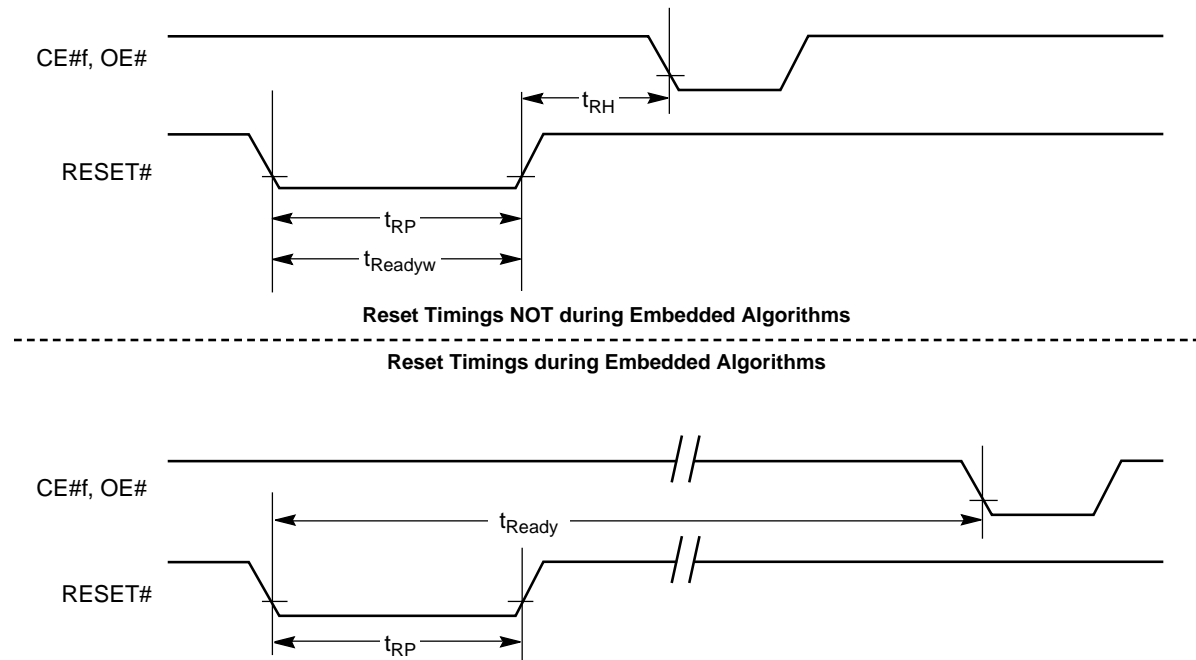 CE#f, OE#
tRH
RESET#
tRP
tReadyw
Reset Timings NOT during Embedded Algorithms
Reset Timings during Embedded Algorithms
CE#f, OE#
tReady
RESET#
tRP